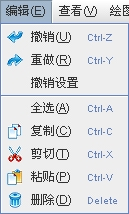 编辑(E) 查看(V) 绘图
撤销(U) Ctrl-Z
重做(R) Ctrl-Y
撤销设置
全选(A) Ctrl-A
复制(C) Ctrl-C
剪切(T) Ctrl-X
粘贴(P) Ctrl-V
删除(D) Delete